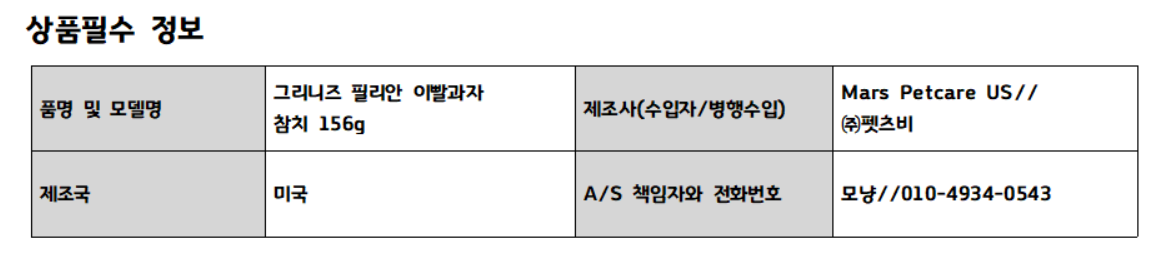 상품필수 정보
품명 및 모델명
그리니즈 필리안 이빨과자
참치 156g
제조사(수입자/병행수입)
Mars Petcare US//
㈜펫츠비
제조국
미국
A/S 책임자와 전화번호
모냥//010-4934-0543